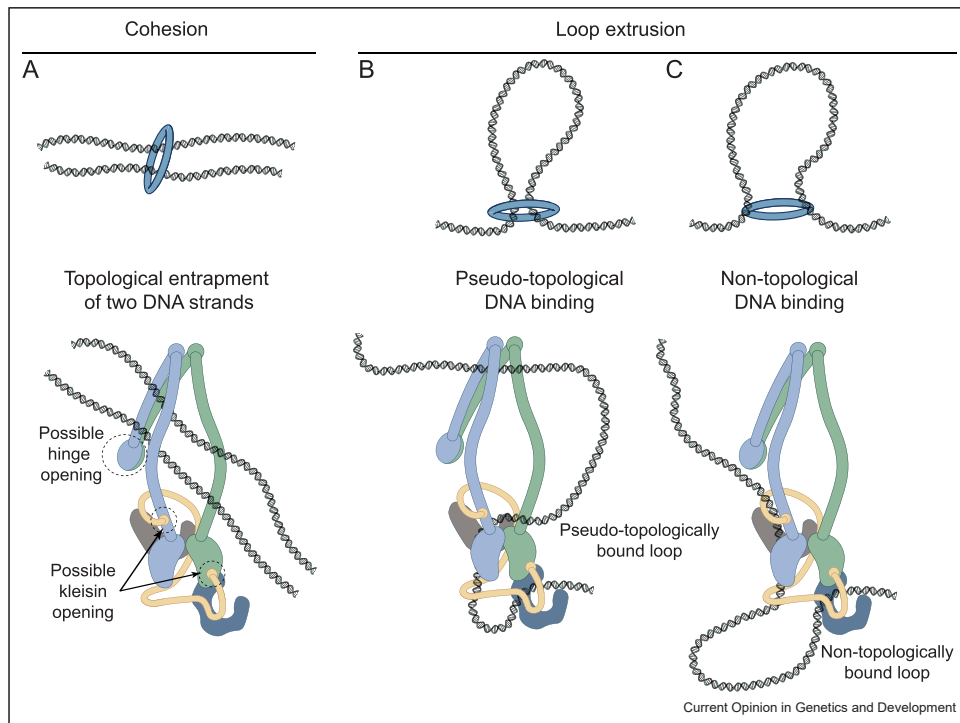 Cohesion
Loop extrusion
A
B
C
Topological entrapment
of two DNA strands
Pseudo-topological
DNA binding
Non-topological
DNA binding
Possible
hinge
opening
Possible
kleisin
opening
Pseudo-topologically
bound loop
Non-topologically
bound loop
Current Opinion in Genetics and Development